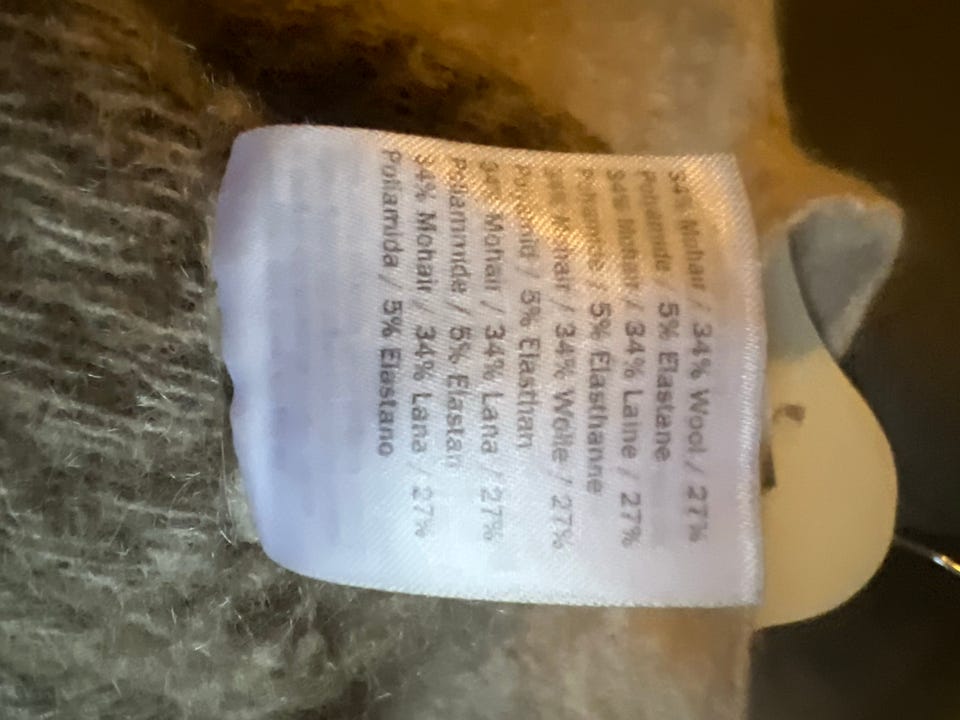 34% Mohair / 34% Wool / 27%
Polyamide / 5% Elastane
34% Mohair / 34% Laine / 27%
Polyamide / 5% Elasthanne
34% Mohair / 34% Wolle / 27%
Polyamid / 5% Elasthan
34% Mohair / 34% Lana / 27%
Poliammide / 5% Elastan
34% Mohair / 34% Lana / 27%
Poliamida / 5% Elastano